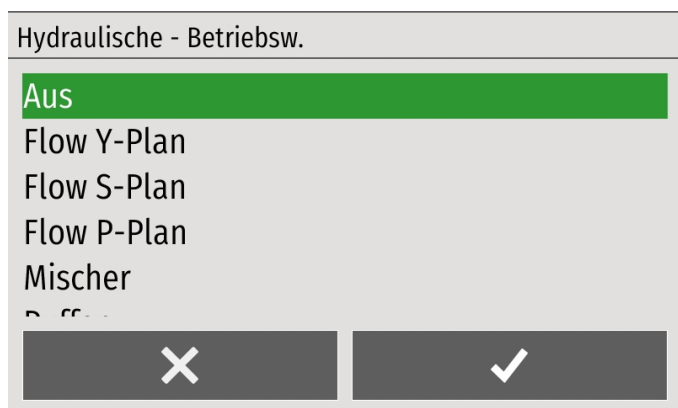 Hydraulische - Betriebsw.
Aus
Flow Y-Plan
Flow S-Plan
Flow P-Plan
Mischer